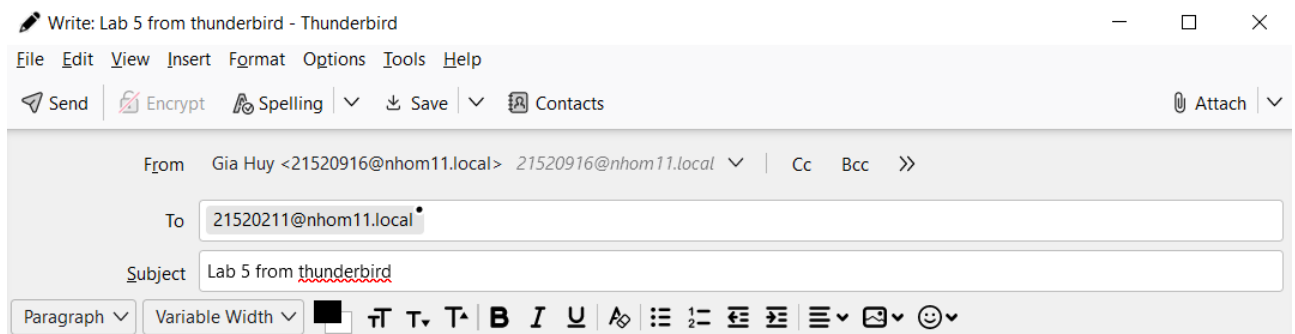 Write: Lab 5 from thunderbird - Thunderbird
File Edit View Insert Format Options Tools Help
Send Encrypt Spelling Save Contacts Attach
From Gia Huy <21520916@nhom11.local> 21520916@nhom11.local Cc Bcc
To 21520211@nhom11.local
Subject Lab 5 from thunderbird
Paragraph Variable Width